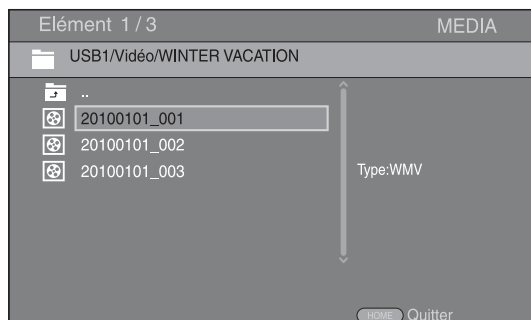 Elément 1 / 3 MEDIA
USB1/Vidéo/WINTER VACATION
..
20100101_001
20100101_002
20100101_003
Type:WMV
HOME Quitter